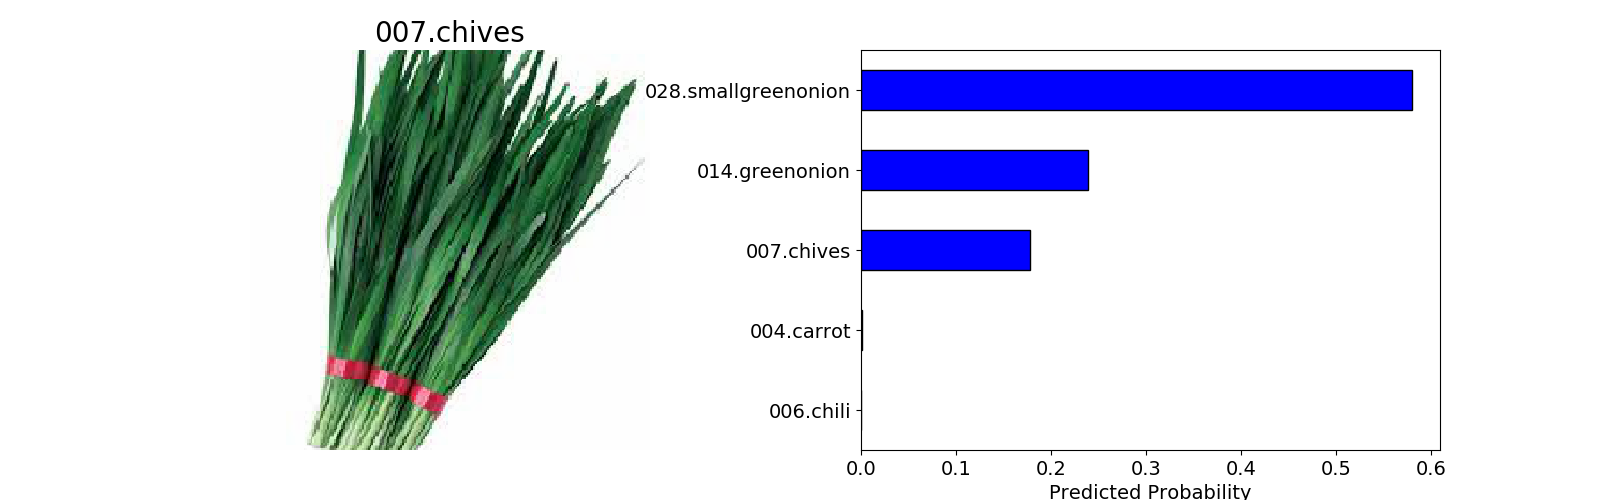 007.chives
028.smallgreenonion
014.greenonion
007.chives
004.carrot
006.chili
0.0 0.1 0.2 0.3 0.4 0.5 0.6
Predicted Probability